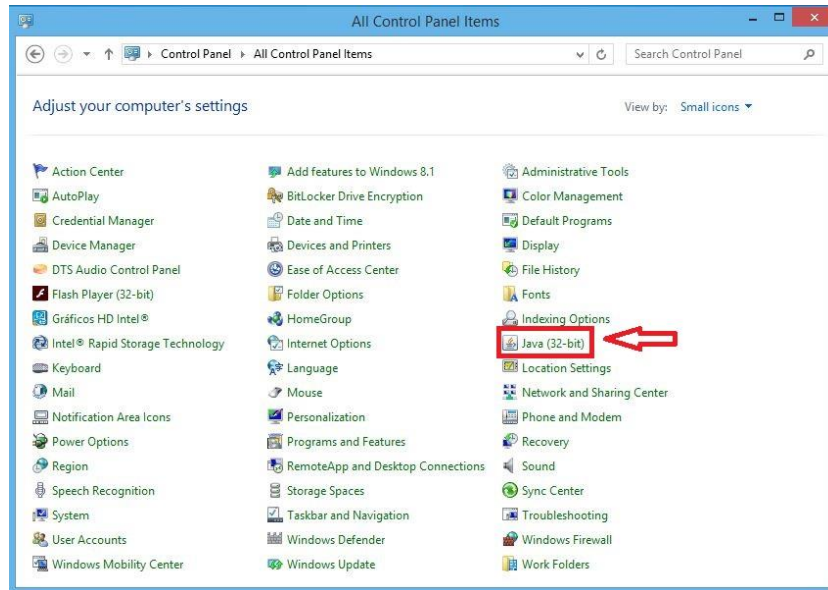 All Control Panel Items
Control Panel All Control Panel Items Search Control Panel
Adjust your computer's settings View by: Small icons
Action Center Add features to Windows 8.1 Administrative Tools
AutoPlay BitLocker Drive Encryption Color Management
Credential Manager Date and Time Default Programs
Device Manager Devices and Printers Display
DTS Audio Control Panel Ease of Access Center File History
Flash Player (32-bit) Folder Options Fonts
Gráficos HD Intel® HomeGroup Indexing Options
Intel® Rapid Storage Technology Internet Options Java (32-bit)
Keyboard Language Location Settings
Mail Mouse Network and Sharing Center
Notification Area Icons Personalization Phone and Modem
Power Options Programs and Features Recovery
Region RemoteApp and Desktop Connections Sound
Speech Recognition Storage Spaces Sync Center
System Taskbar and Navigation Troubleshooting
User Accounts Windows Defender Windows Firewall
Windows Mobility Center Windows Update Work Folders